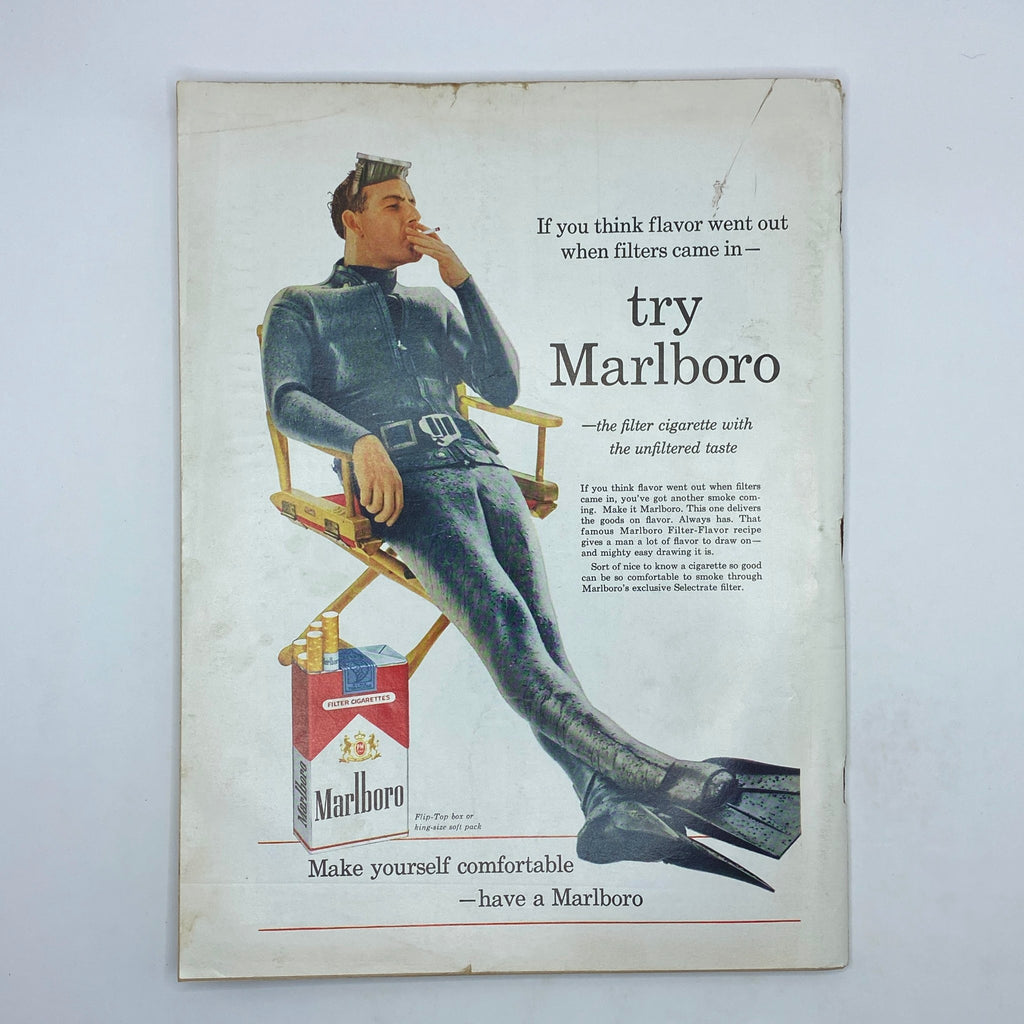 If you think flavor went out
when filters came in—
try
Marlboro
—the filter cigarette with
the unfiltered taste
If you think flavor went out when filters
came in, you've got another smoke com-
ing. Make it Marlboro. This one delivers
the goods on flavor. Always has. That
famous Marlboro Filter-Flavor recipe
gives a man a lot of flavor to draw on—
and mighty easy drawing it is.
Sort of nice to know a cigarette so good
can be so comfortable to smoke through
Marlboro's exclusive Selectrate filter.
FILTER CIGARETTES
Marlboro
Marlboro
Flip-Top box or
king-size soft pack
Make yourself comfortable
—have a Marlboro